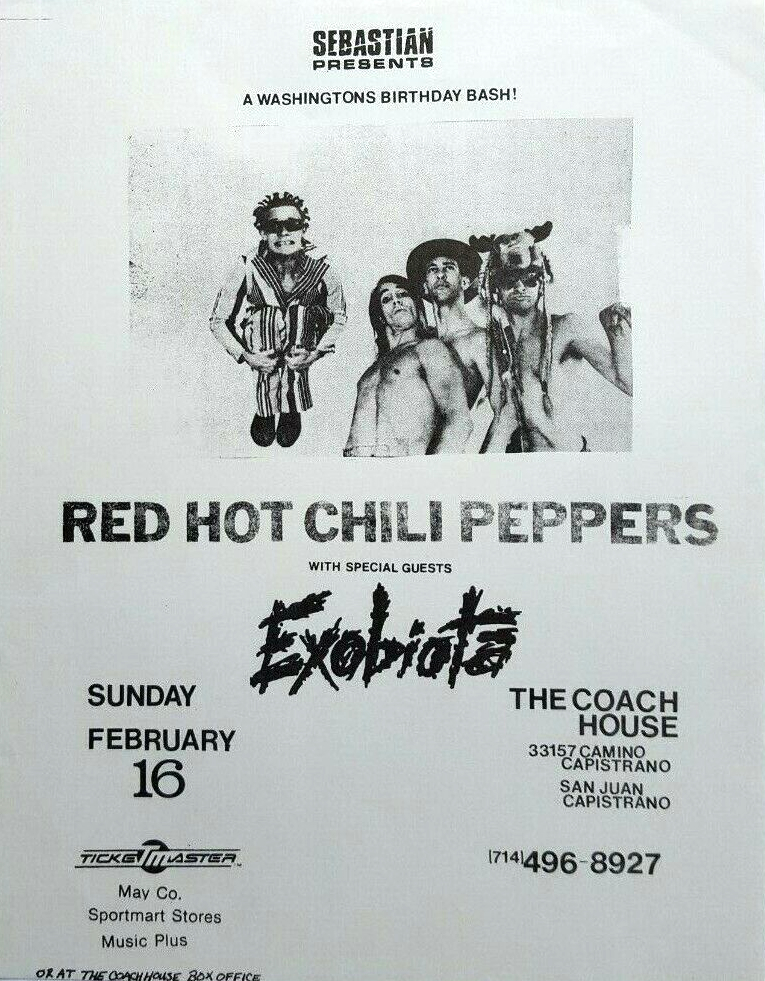 SEBASTIAN
PRESENTS
A WASHINGTONS BIRTHDAY BASH!
RED HOT CHILI PEPPERS
WITH SPECIAL GUESTS
Exobiota
SUNDAY
FEBRUARY
16
THE COACH
HOUSE
33157 CAMINO
CAPISTRANO
SAN JUAN
CAPISTRANO
(714) 496-8927
TICKETMASTER™
May Co.
Sportmart Stores
Music Plus
OR AT THE COACH HOUSE BOX OFFICE